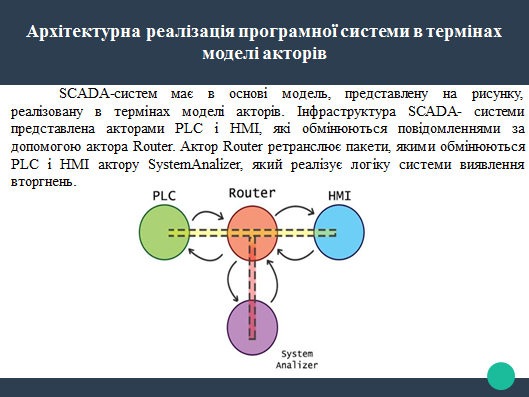 Архітектурна реалізація програмної системи в термінах
моделі акторів
SCADA-систем має в основі модель, представлену на рисунку,
реалізовану в термінах моделі акторів. Інфраструктура SCADA- системи
представлена акторами PLC і HMI, які обмінюються повідомленнями за
допомогою актора Router. Актор Router ретранслює пакети, якими обмінюються
PLC і HMI актору SystemAnalizer, який реалізує логіку системи виявлення
вторгнень.
PLC
Router
HMI
System
Analizer